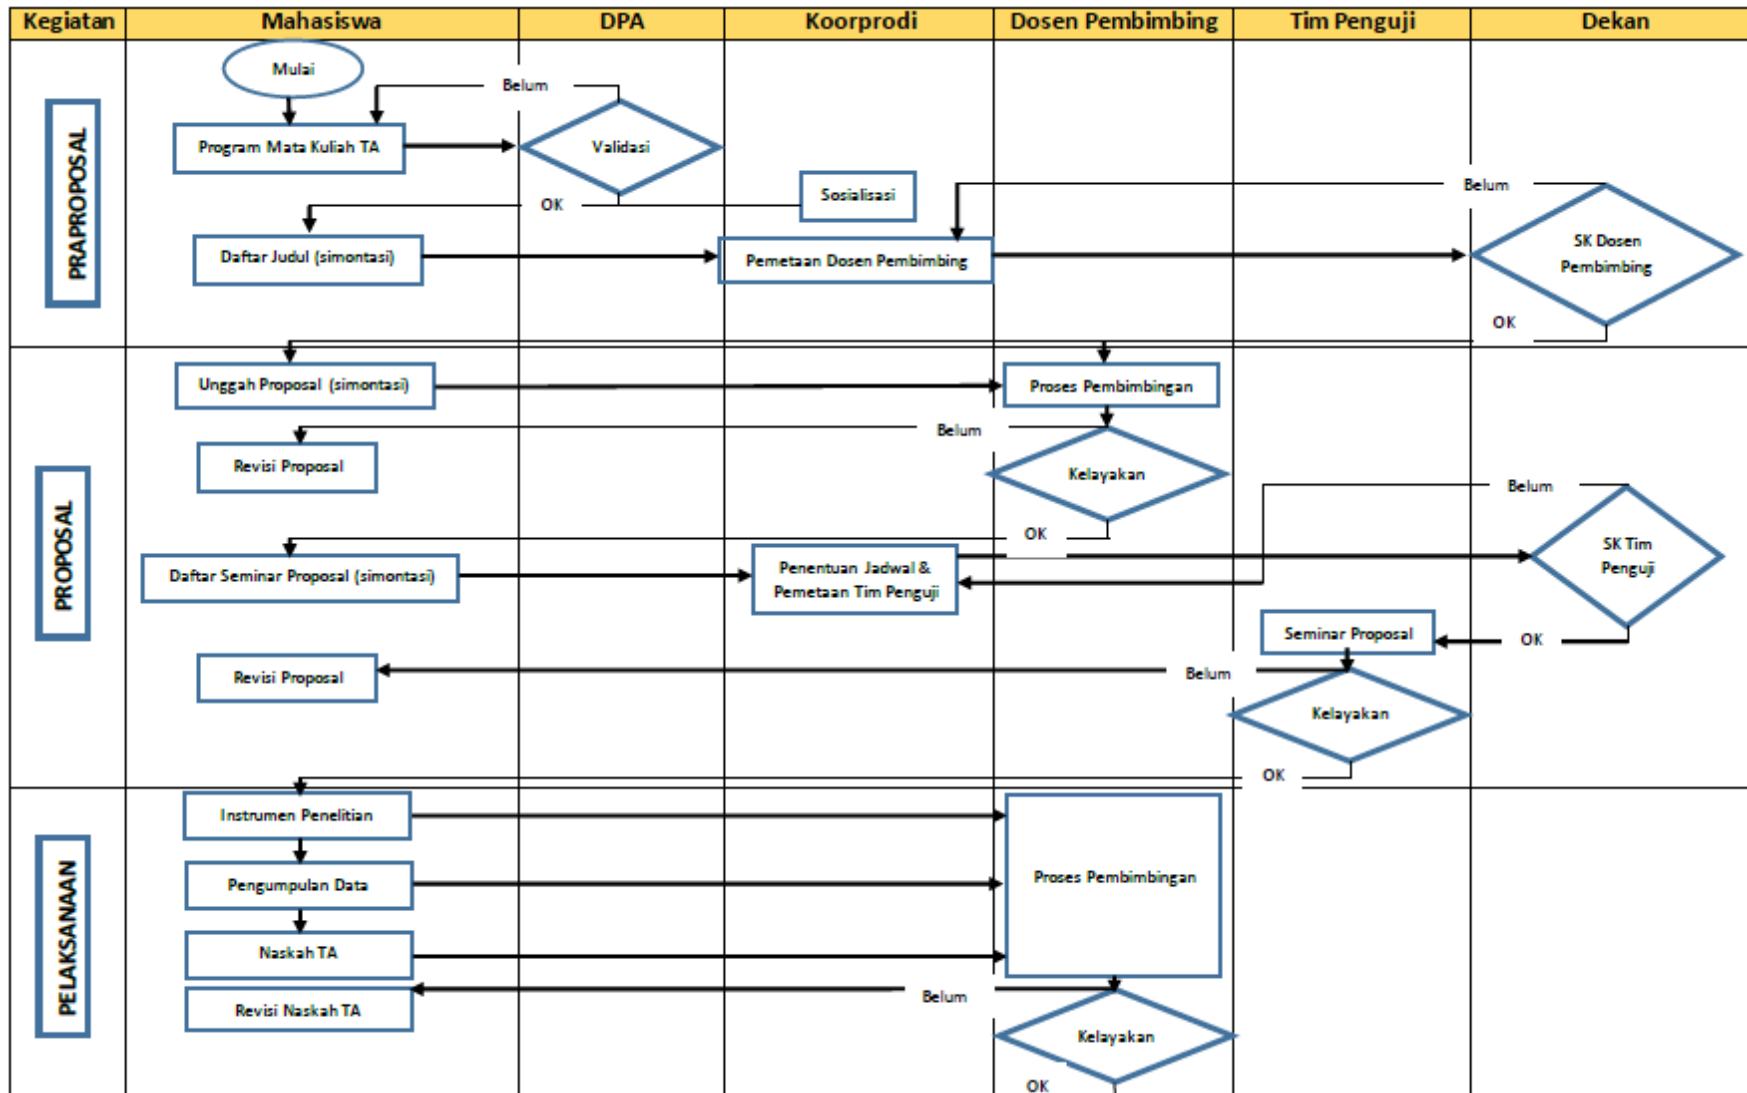 Kegiatan Mahasiswa DPA Koorprodi Dosen Pembimbing Tim Penguji Dekan
PRAPROPOSAL
Mulai
Belum
Program Mata Kuliah TA
Validasi
Sosialisasi
Belum
OK
Daftar Judul (simontasi)
Pemetaan Dosen Pembimbing
SK Dosen
Pembimbing
OK
PROPOSAL
Unggah Proposal (simontasi)
Proses Pembimbingan
Belum
Revisi Proposal
Kelayakan
Belum
OK
Daftar Seminar Proposal (simontasi)
Penentuan Jadwal &
Pemetaan Tim Penguji
SK Tim
Penguji
Seminar Proposal
OK
Revisi Proposal
Belum
Kelayakan
OK
PELAKSANAAN
Instrumen Penelitian
Pengumpulan Data
Proses Pembimbingan
Naskah TA
Revisi Naskah TA
Belum
Kelayakan
OK